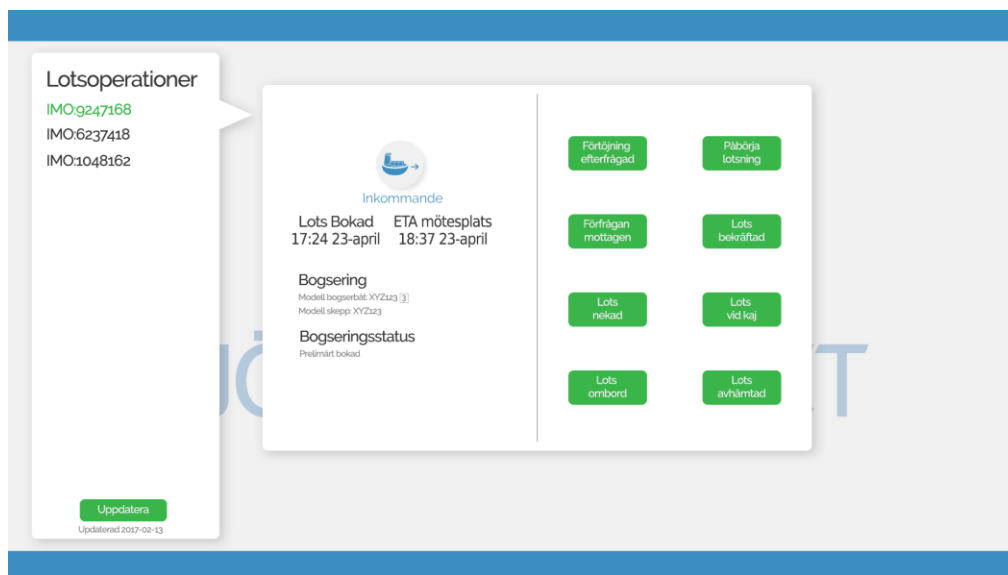 Lotsoperationer
IMO:9247168
IMO:6237418
IMO:1048162
Uppdatera
Updaterad 2017-02-13
Inkommande
Lots Bokad ETA mötesplats
17:24 23-april 18:37 23-april
Bogsering
Modell bogserbåt: XYZ123 3
Modell skepp: XYZ123
Bogseringsstatus
Prelimärt bokad
Förtöjning
efterfrågad
Påbörja
lotsning
Förfrågan
mottagen
Lots
bekräftad
Lots
nekad
Lots
vid kaj
Lots
ombord
Lots
avhämtad